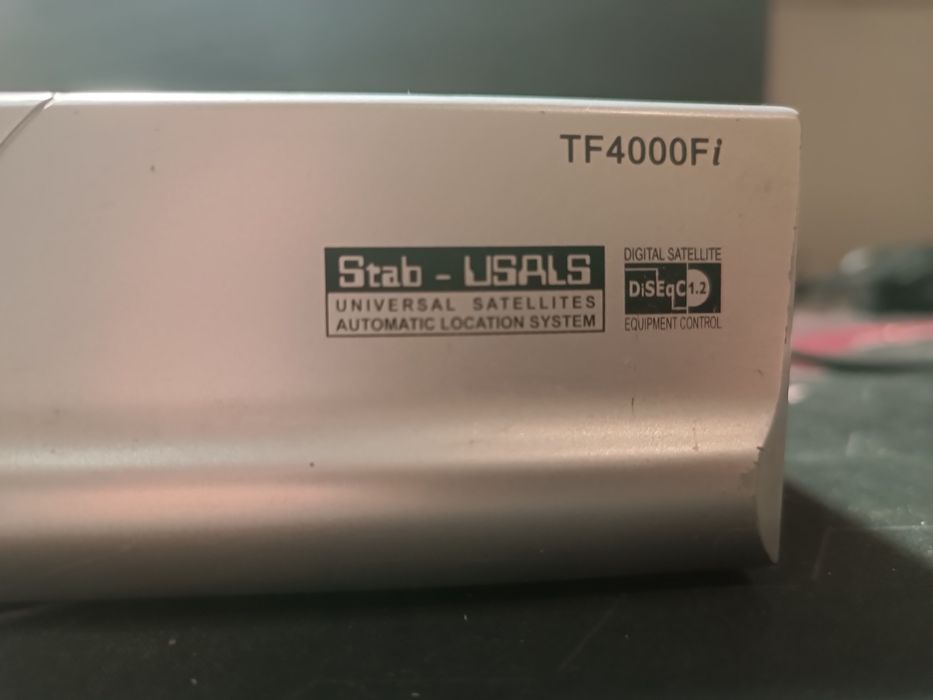 TF4000Fi
Stab - USALS
UNIVERSAL SATELLITES
AUTOMATIC LOCATION SYSTEM
DIGITAL SATELLITE
DiSEqC 1.2
EQUIPMENT CONTROL